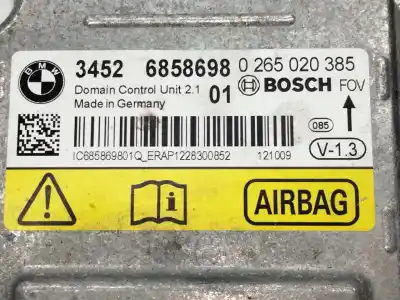 BMW
3452 6858698 0 265 020 385
Domain Control Unit 2.1 01 BOSCH FOV
Made in Germany
085
V-1.3
IC685869801Q_ERAP1228300852 121009
i AIRBAG